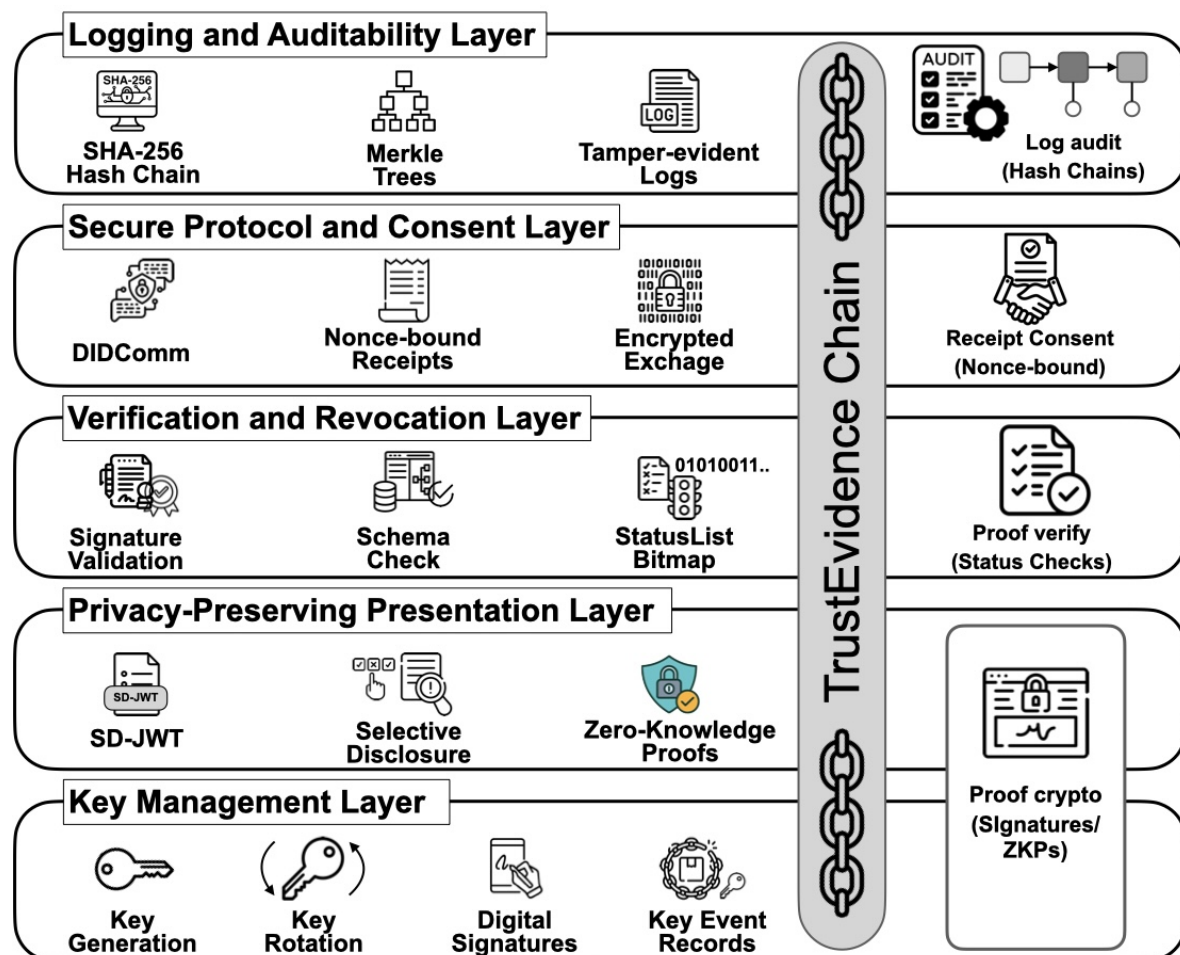 Logging and Auditability Layer
SHA-256
SHA-256
Hash Chain
Merkle
Trees
LOG
Tamper-evident
Logs
AUDIT
Log audit
(Hash Chains)
Secure Protocol and Consent Layer
DIDComm
Nonce-bound
Receipts
Encrypted
Exchage
Receipt Consent
(Nonce-bound)
TrustEvidence Chain
Verification and Revocation Layer
Signature
Validation
Schema
Check
01010011..
StatusList
Bitmap
Proof verify
(Status Checks)
Privacy-Preserving Presentation Layer
SD-JWT
SD-JWT
Selective
Disclosure
Zero-Knowledge
Proofs
Proof crypto
(SIgnatures/
ZKPs)
Key Management Layer
Key
Generation
Key
Rotation
Digital
Signatures
Key Event
Records